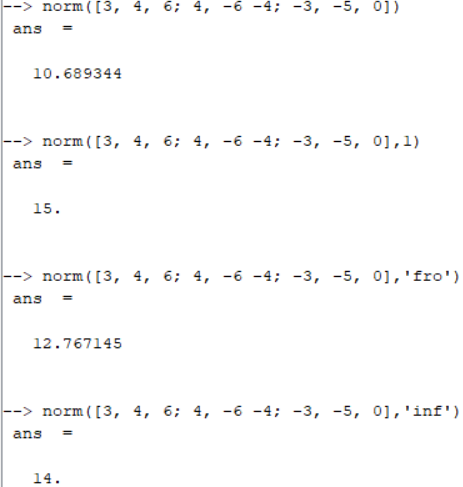 --> norm([3, 4, 6; 4, -6 -4; -3, -5, 0])
ans =
10.689344
--> norm([3, 4, 6; 4, -6 -4; -3, -5, 0],1)
ans =
15.
--> norm([3, 4, 6; 4, -6 -4; -3, -5, 0],'fro')
ans =
12.767145
--> norm([3, 4, 6; 4, -6 -4; -3, -5, 0],'inf')
ans =
14.